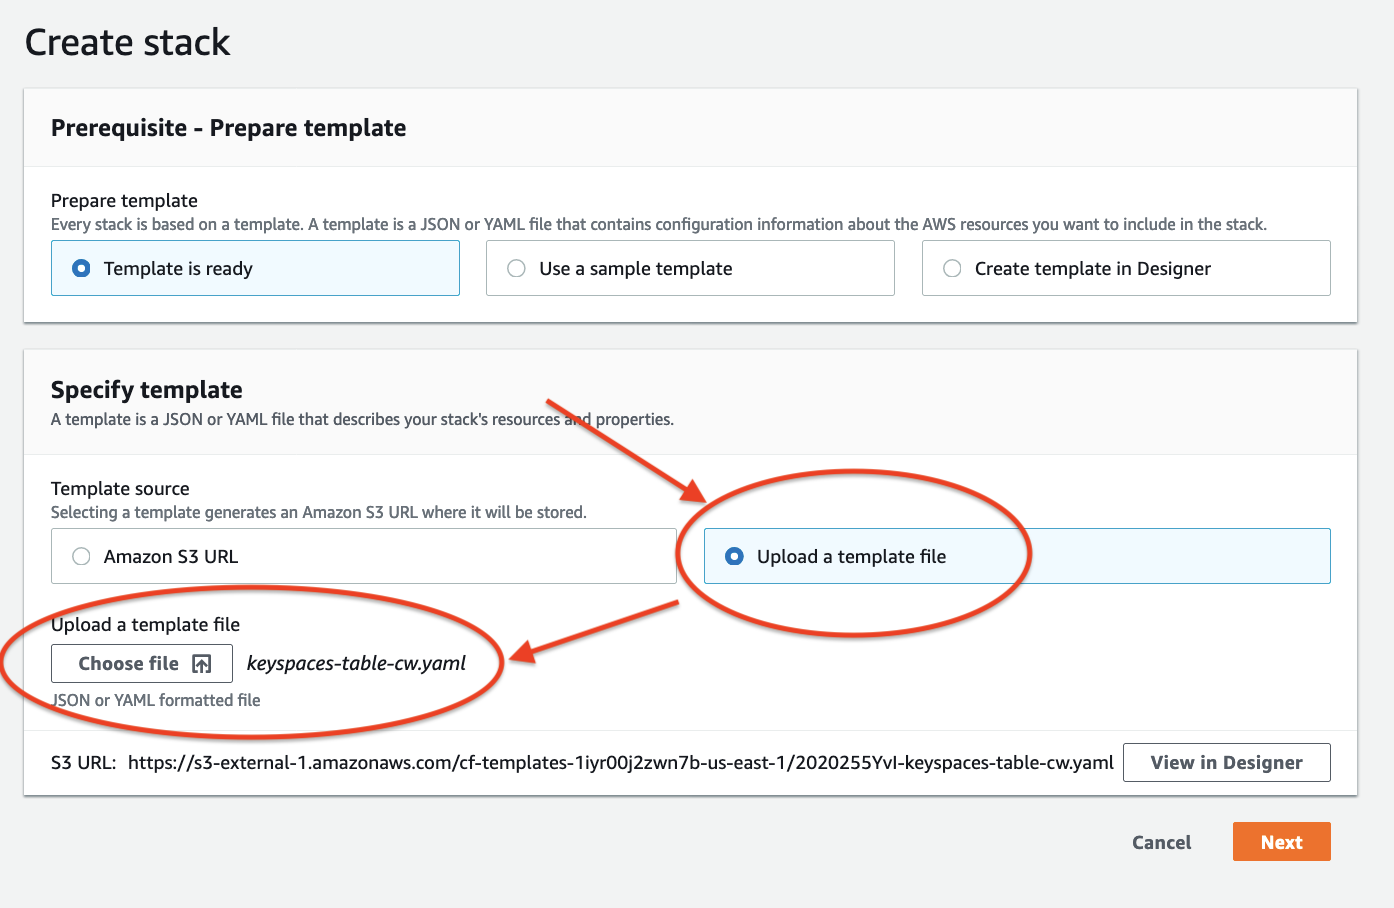 Create stack
Prerequisite - Prepare template
Prepare template
Every stack is based on a template. A template is a JSON or YAML file that contains configuration information about the AWS resources you want to include in the stack.
Template is ready
Use a sample template
Create template in Designer
Specify template
A template is a JSON or YAML file that describes your stack's resources and properties.
Template source
Selecting a template generates an Amazon S3 URL where it will be stored.
Amazon S3 URL
Upload a template file
Upload a template file
Choose file
keyspaces-table-cw.yaml
JSON or YAML formatted file
S3 URL: https://s3-external-1.amazonaws.com/cf-templates-1iyr00j2zwn7b-us-east-1/2020255YvI-keyspaces-table-cw.yaml
View in Designer
Cancel
Next